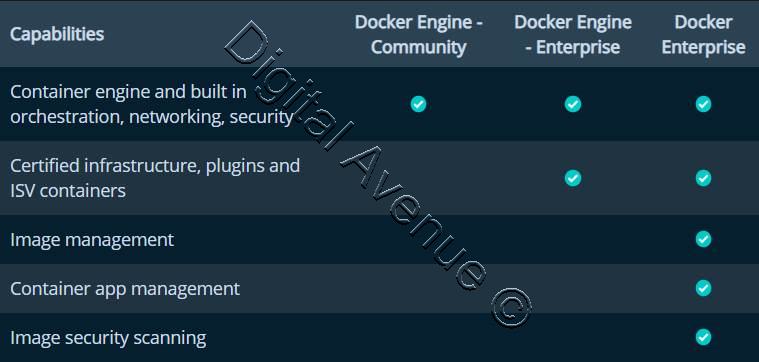 Capabilities
Docker Engine -
Community
Docker Engine
- Enterprise
Docker
Enterprise
Container engine and built in
orchestration, networking, security
Certified infrastructure, plugins and
ISV containers
Image management
Container app management
Image security scanning
Digital Avenue ©